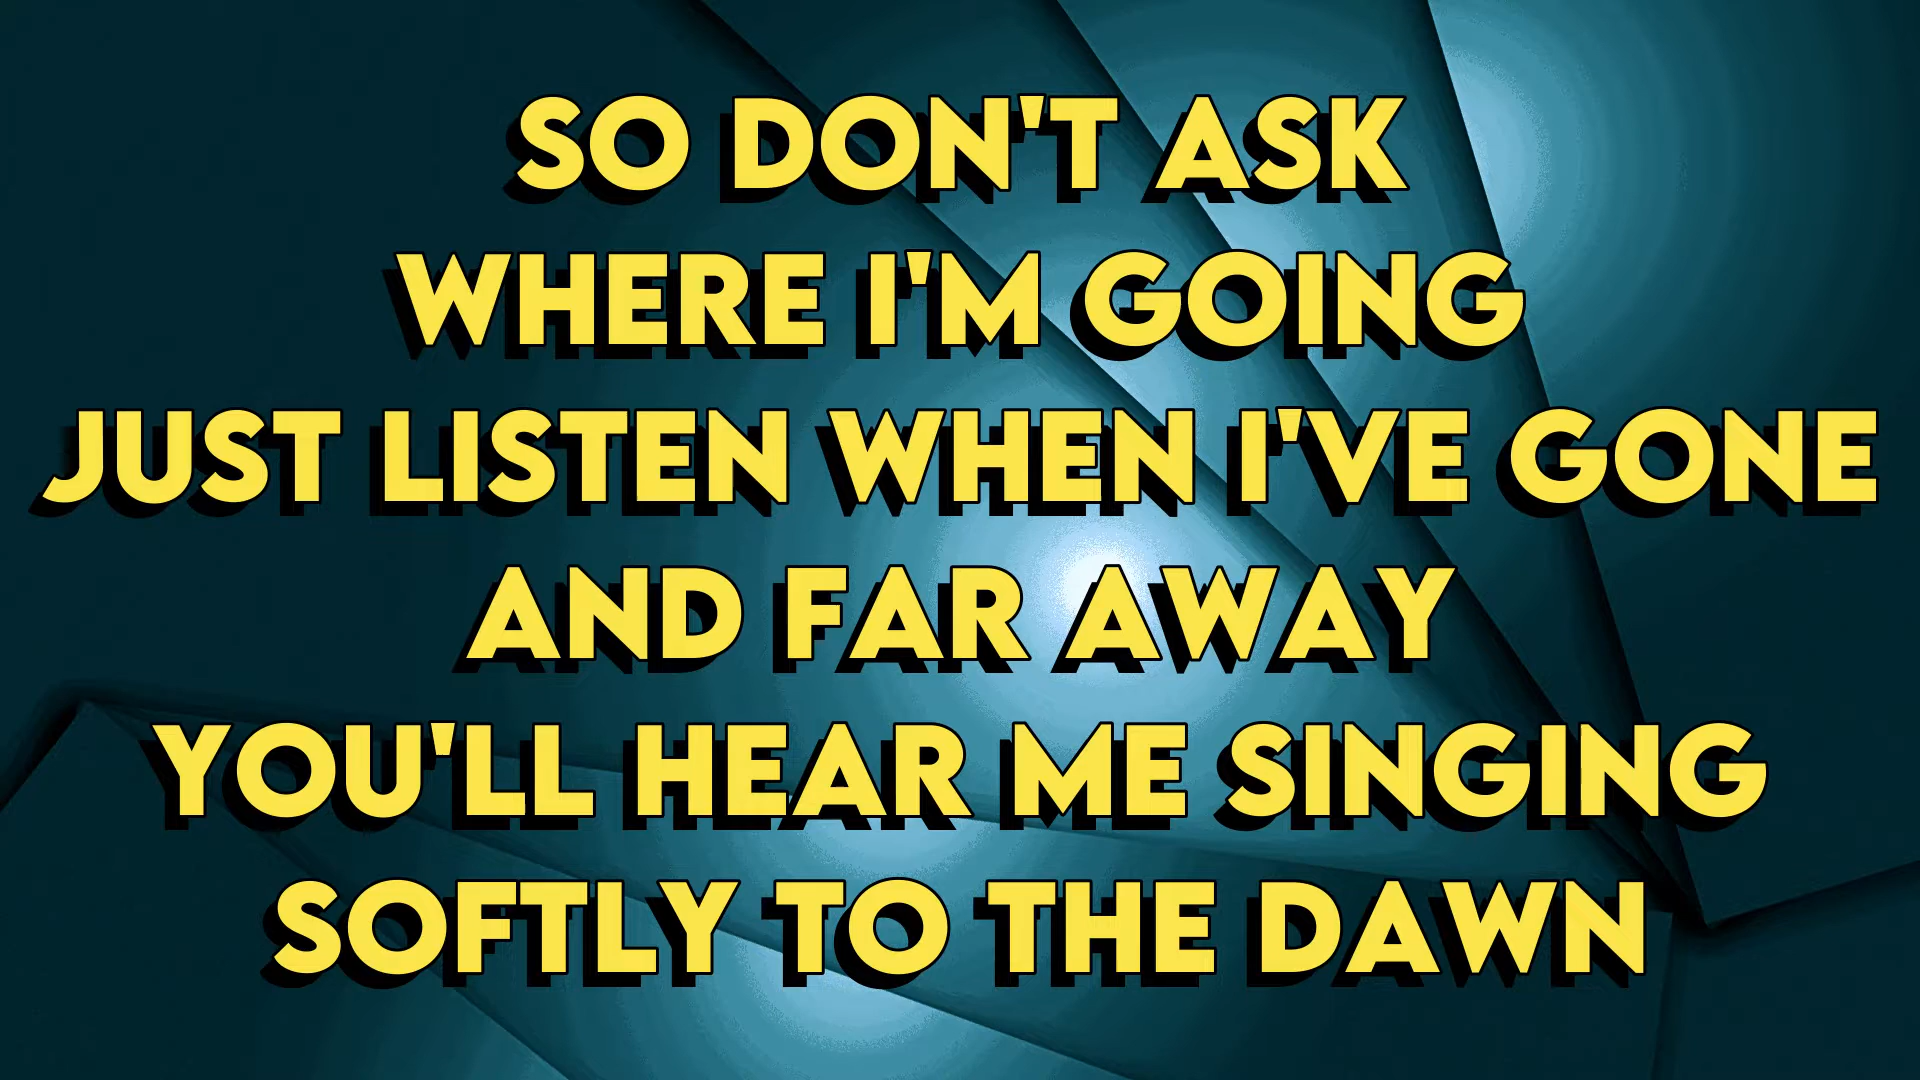 SO DON'T ASK
WHERE I'M GOING
JUST LISTEN WHEN I'VE GONE
AND FAR AWAY
YOU'LL HEAR ME SINGING
SOFTLY TO THE DAWN